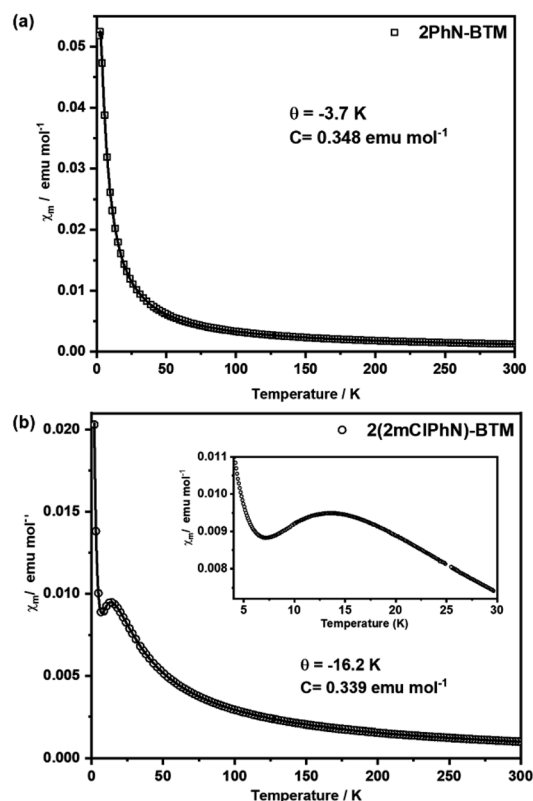 (a)
2PhN-BTM
θ = -3.7 K
C= 0.348 emu mol⁻¹
χm / emu mol⁻¹
0.05
0.04
0.03
0.02
0.01
0.00
0 50 100 150 200 250 300
Temperature / K
(b)
2(2mClPhN)-BTM
χm/ emu mol⁻¹
0.020
0.015
0.010
0.005
0.000
0.011
0.010
0.009
0.008
χm/ emu mol⁻¹
5 10 15 20 25 30
Temperature (K)
θ = -16.2 K
C = 0.339 emu mol⁻¹
0 50 100 150 200 250 300
Temperature / K